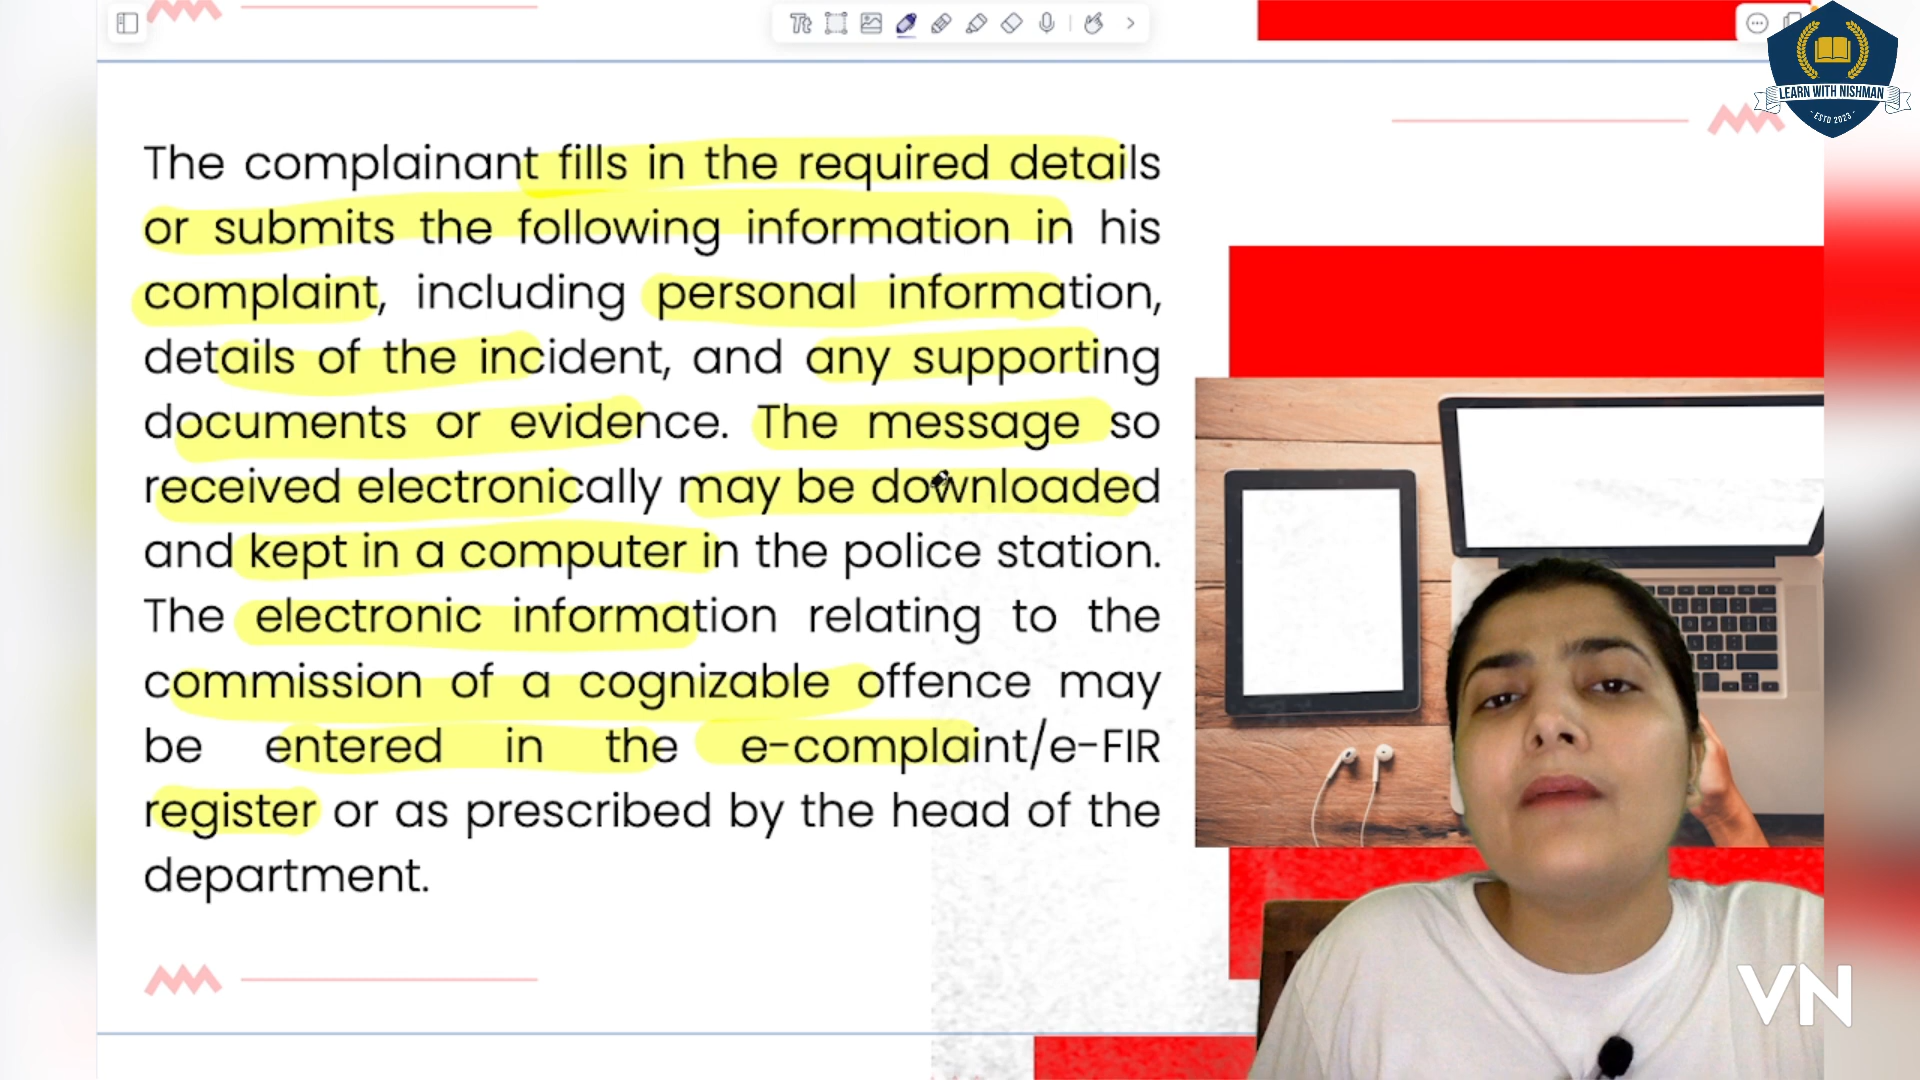 Tt
LEARN WITH NISHMAN
- ESTD 2023 -
The complainant fills in the required details
or submits the following information in his
complaint, including personal information,
details of the incident, and any supporting
documents or evidence. The message so
received electronically may be downloaded
and kept in a computer in the police station.
The electronic information relating to the
commission of a cognizable offence may
be entered in the e-complaint/e-FIR
register or as prescribed by the head of the
department.
VN